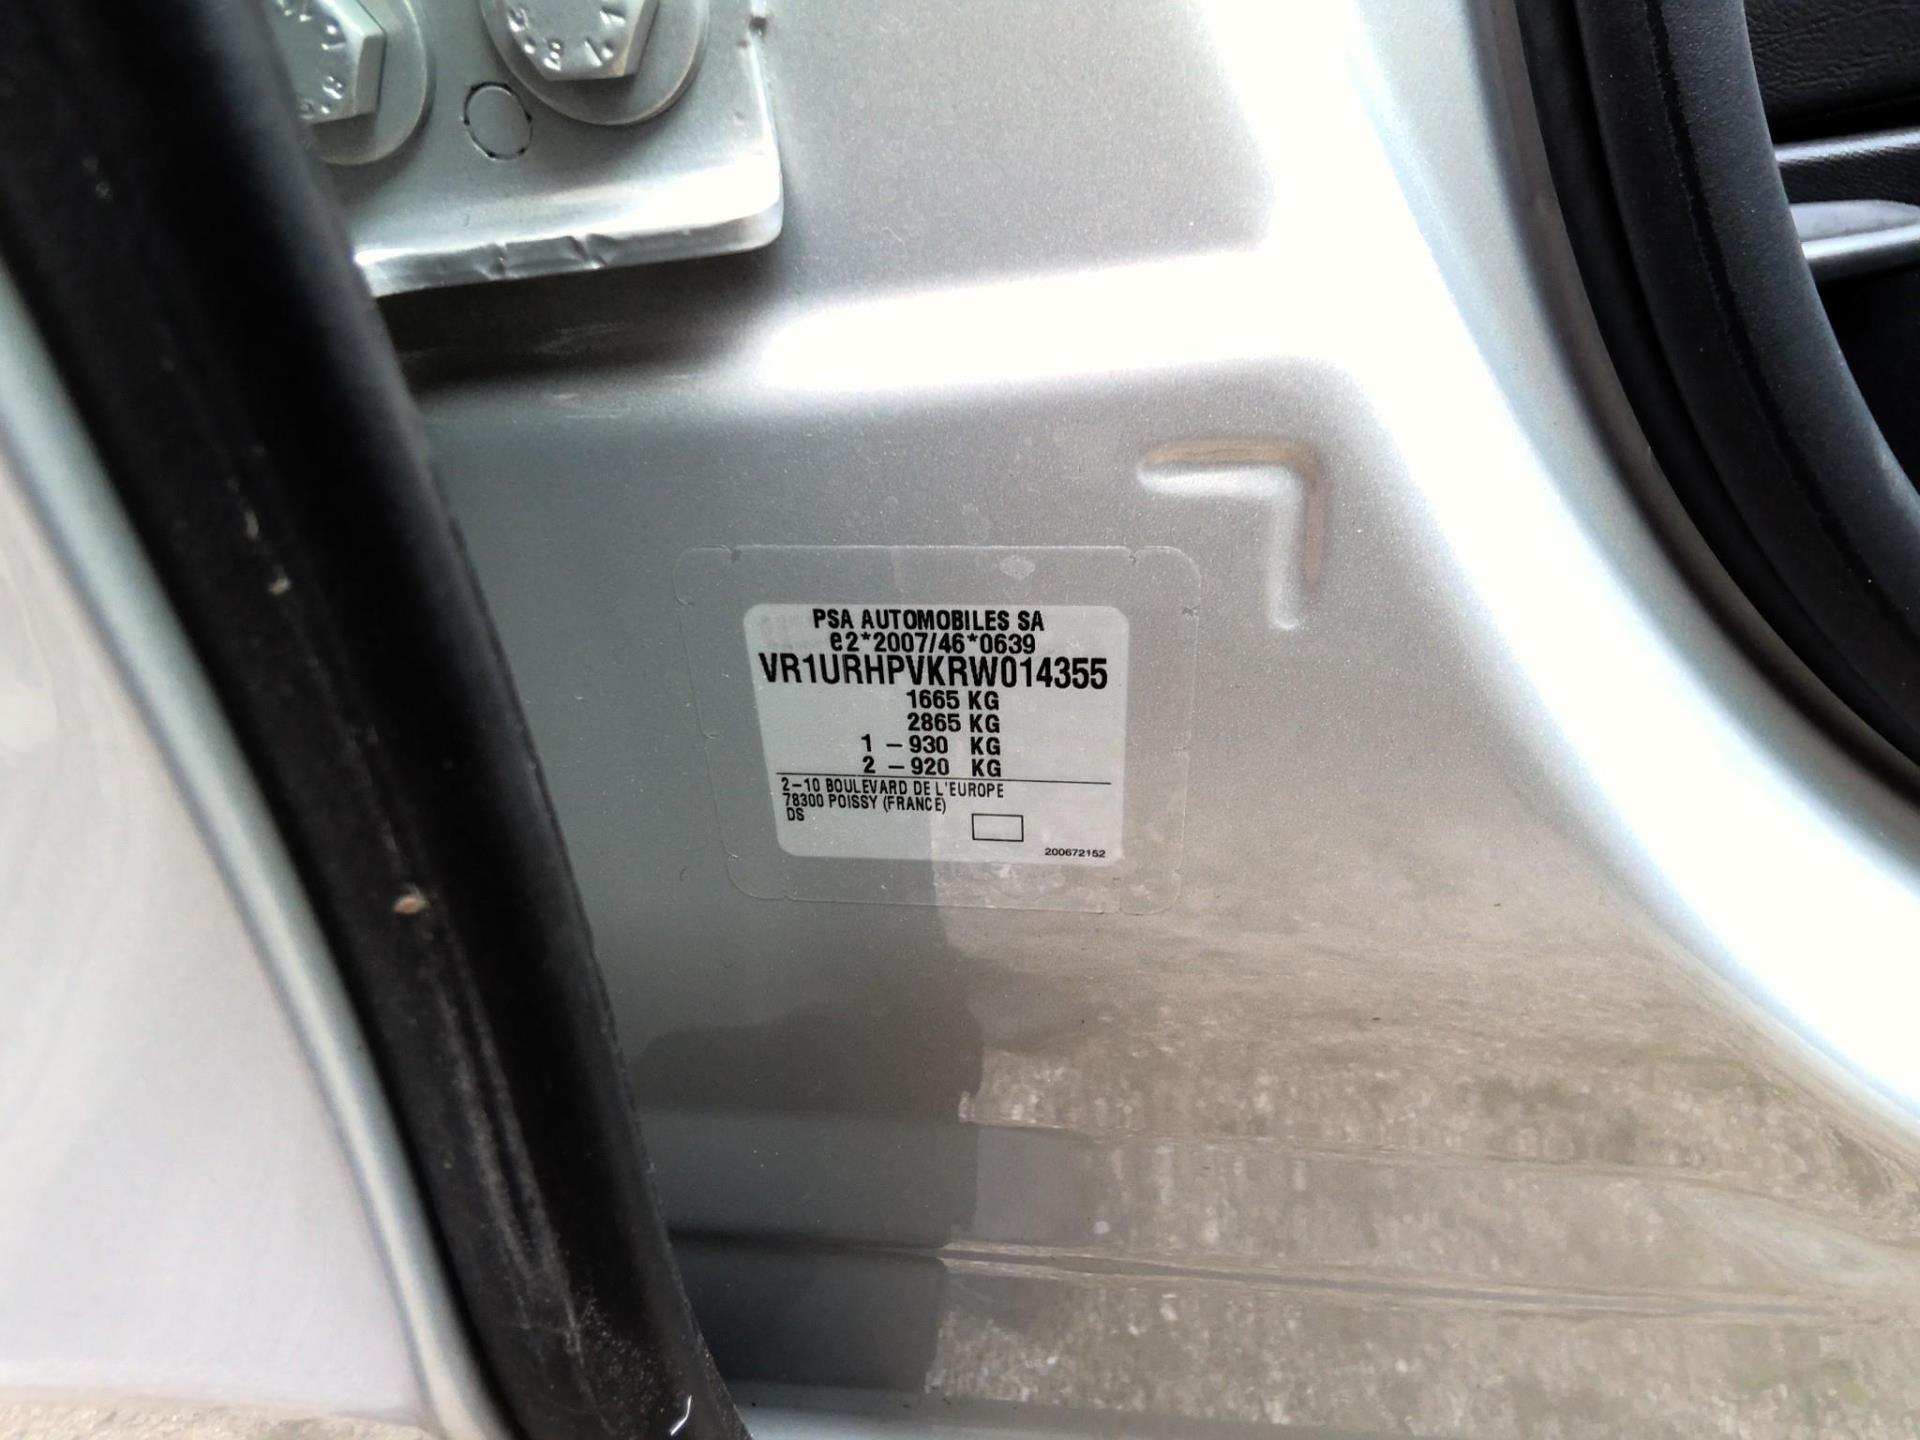 PSA AUTOMOBILES SA
e2*2007/46*0639
VR1URHPVKRW014355
1665 KG
2865 KG
1 – 930 KG
2 – 920 KG
2–10 BOULEVARD DE L'EUROPE
78300 POISSY (FRANCE)
DS
200672152